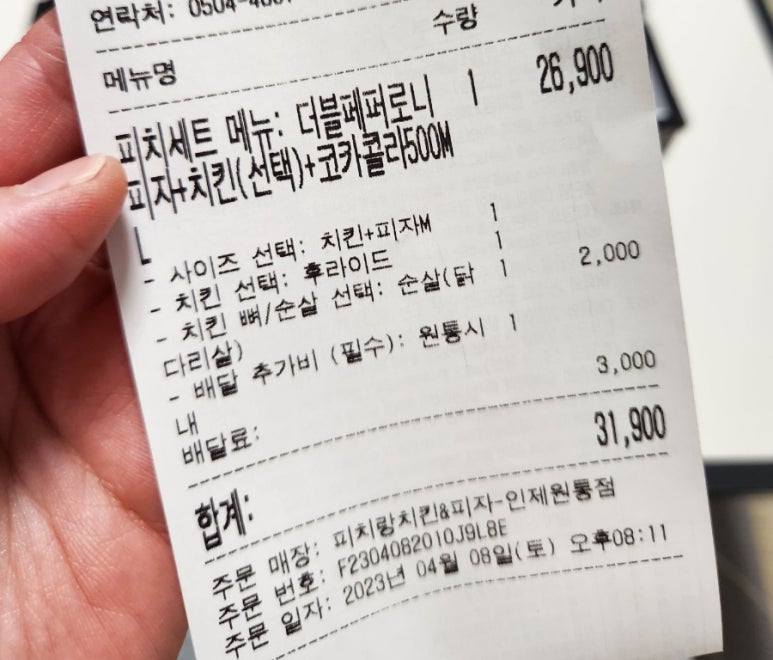 연락처: 0504-4
수량
메뉴명
피치세트 메뉴: 더블페퍼로니 1 26,900
피자+치킨(선택)+코카콜라500M
L
- 사이즈 선택: 치킨+피자M 1
- 치킨 선택: 후라이드 1
- 치킨 뼈/순살 선택: 순살(닭 1 2,000
다리살)
- 배달 추가비 (필수): 원통시 1
내
배달료: 3,000
합계: 31,900
주문 매장: 피치랑치킨&피자-인제원통점
주문 번호: F2304082010J9L8E
주문 일자: 2023년 04월 08일(토) 오후08:11